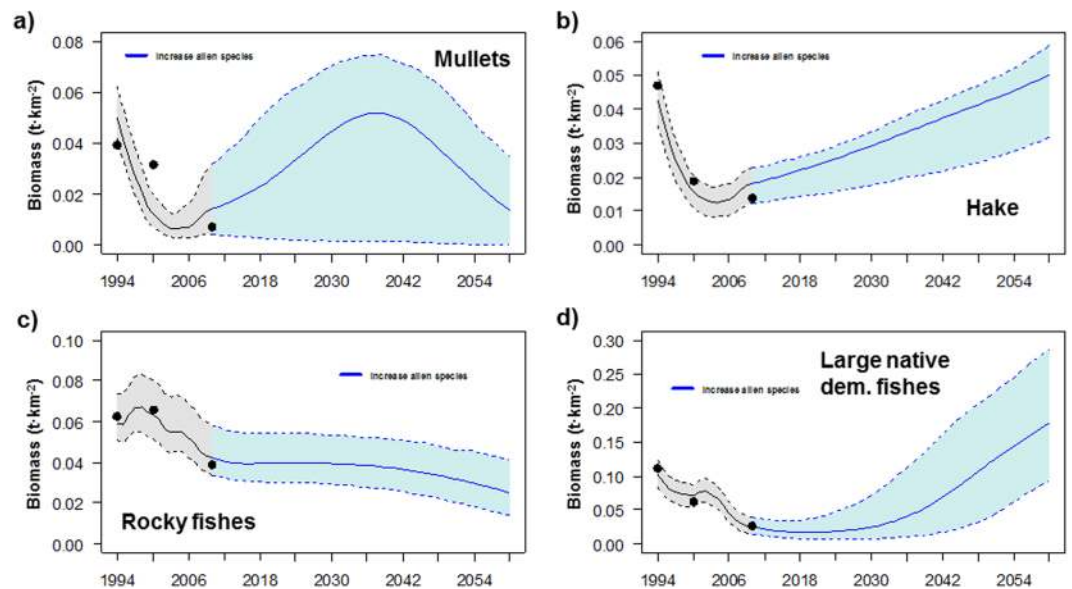 a)
Biomass (t·km⁻²)
0.08
0.06
0.04
0.02
0.00
Increase alien species
Mullets
1994 2006 2018 2030 2042 2054
b)
Biomass (t·km⁻²)
0.06
0.05
0.04
0.03
0.02
0.01
0.00
Increase alien species
Hake
1994 2006 2018 2030 2042 2054
c)
Biomass (t·km⁻²)
0.10
0.08
0.06
0.04
0.02
0.00
Increase alien species
Rocky fishes
1994 2006 2018 2030 2042 2054
d)
Biomass (t·km⁻²)
0.30
0.25
0.20
0.15
0.10
0.05
0.00
Large native
dem. fishes
Increase alien species
1994 2006 2018 2030 2042 2054